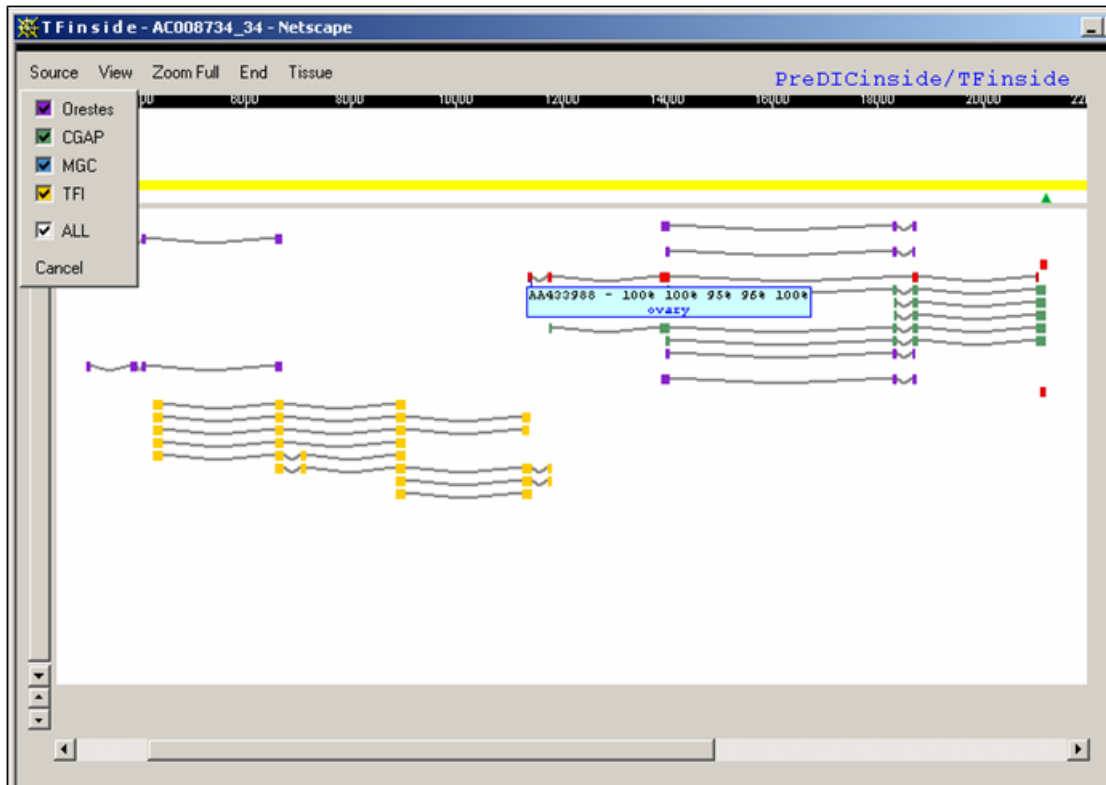 TFinside - AC008734_34 - Netscape
Source View Zoom Full End Tissue
PreDICinside/TFinside
6000 8000 10000 12000 14000 16000 18000 20000
Orestes
CGAP
MGC
TFI
ALL
Cancel
AA433988 - 100% 100% 95% 96% 100%
ovary